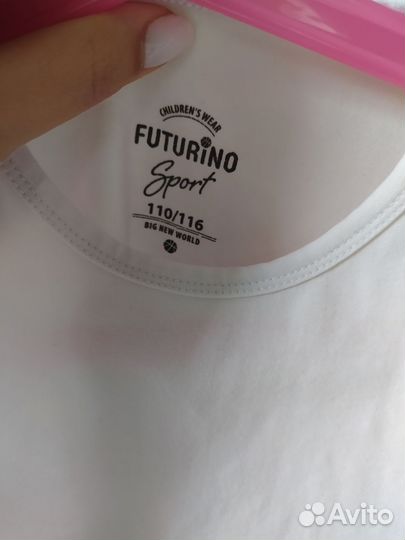 CHILDREN'S WEAR
FUTURiNO
Sport
110/116
BIG NEW WORLD
Avito